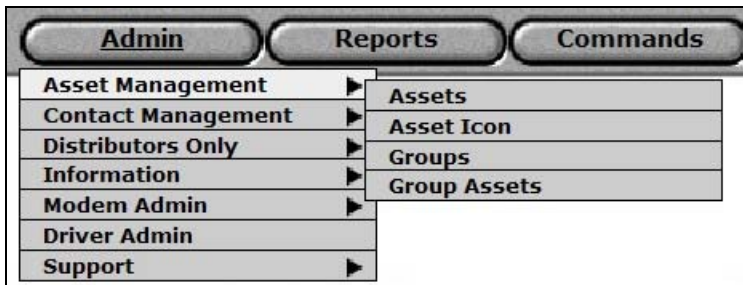 Admin Reports Commands
Asset Management
Contact Management
Distributors Only
Information
Modem Admin
Driver Admin
Support
Assets
Asset Icon
Groups
Group Assets